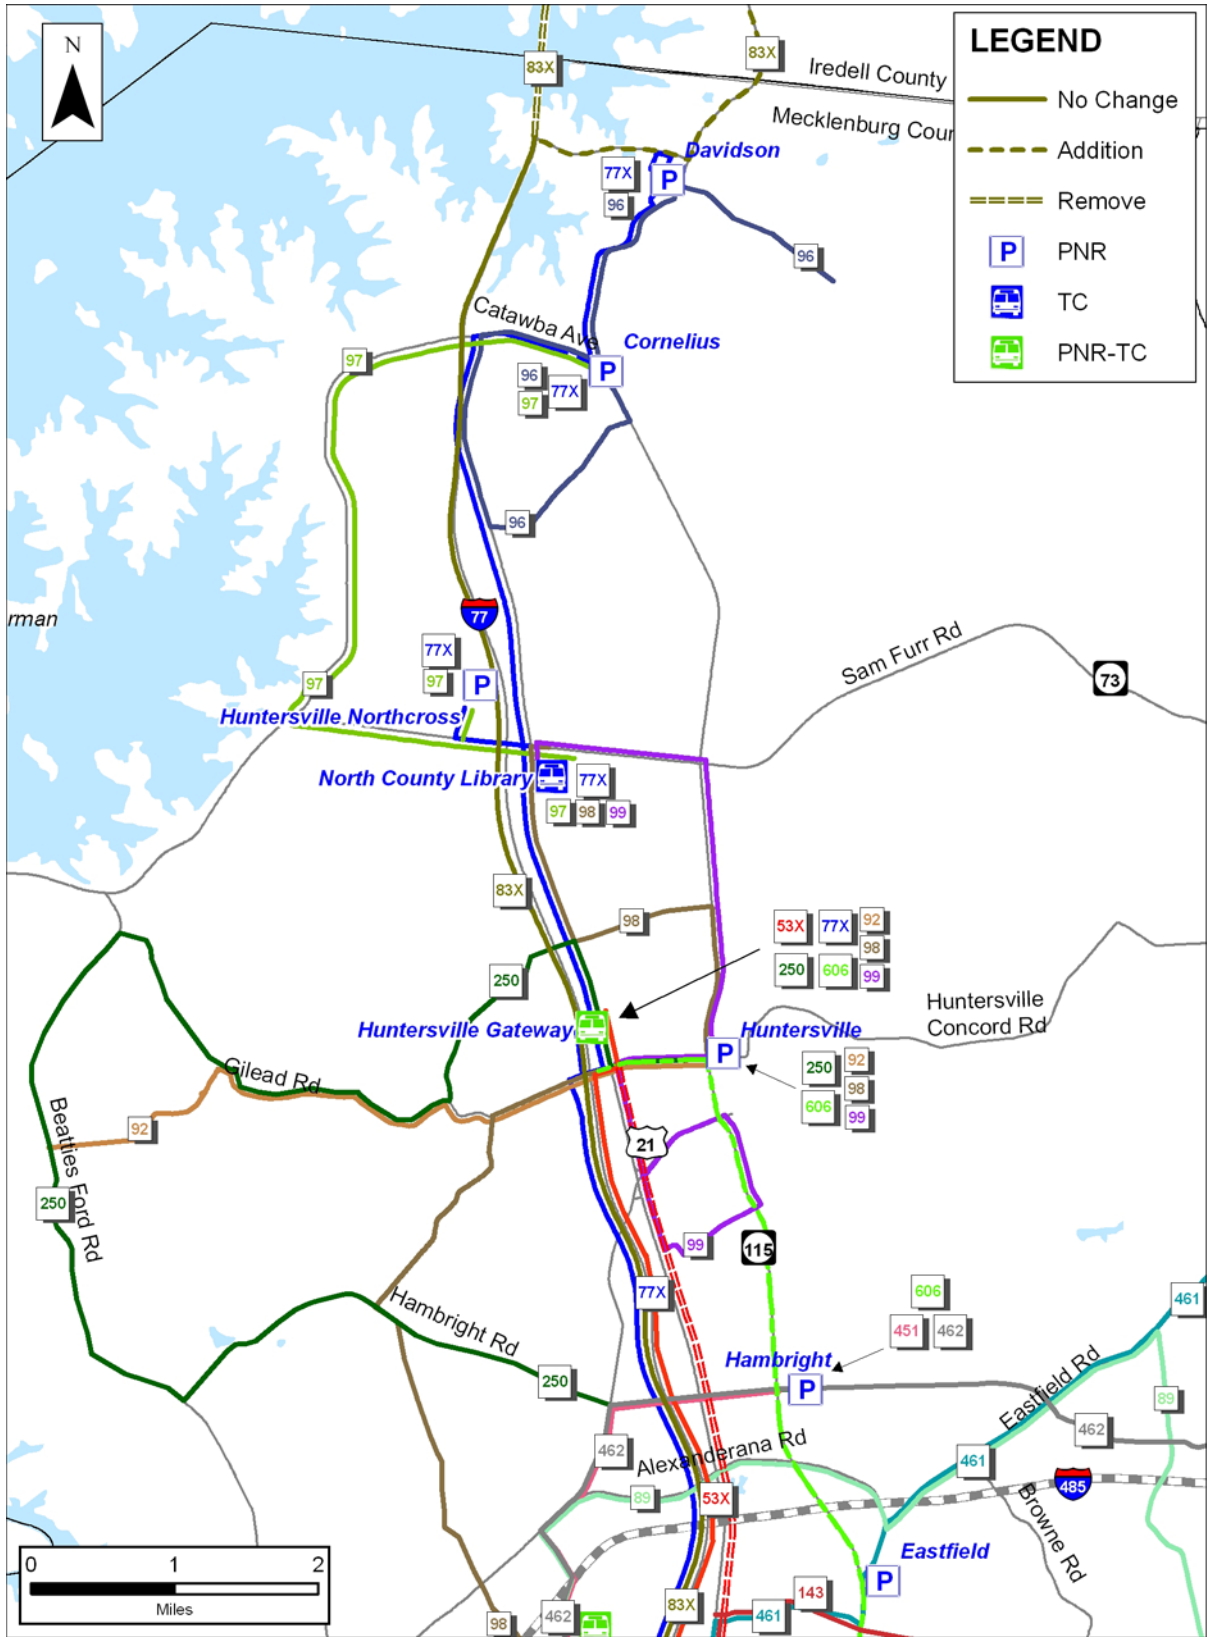 N
83X
83X
Iredell County
Mecklenburg Cour
LEGEND
No Change
Addition
Remove
P PNR
TC
PNR-TC
Davidson
77X
P
96
96
Catawba Ave
Cornelius
97
96
77X
P
97
96
77
rman
77X
97
P
97
Sam Furr Rd
73
Huntersville Northcross
North County Library
77X
97
98
99
83X
98
53X
77X
92
98
250
606
99
250
Huntersville Gateway
Huntersville
P
Huntersville
Concord Rd
250
92
98
606
99
Gilead Rd
92
Beatties Ford Rd
250
21
99
115
77X
Hambright Rd
250
606
451
462
461
Hambright
P
Eastfield Rd
89
462
462
Alexanderana Rd
461
485
89
53X
Browne Rd
Eastfield
P
0
1
2
Miles
98
462
83X
461
143